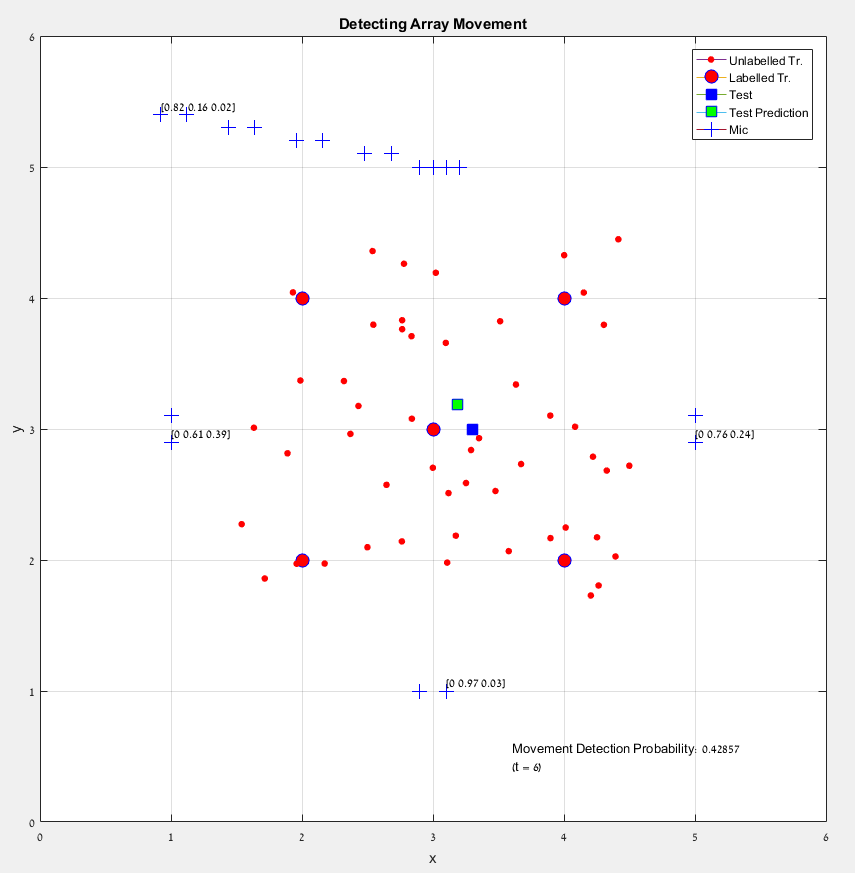 Detecting Array Movement
Unlabelled Tr.
Labelled Tr.
Test
Test Prediction
Mic
[0.82 0.16 0.02]
[0 0.61 0.39]
[0 0.76 0.24]
[0 0.97 0.03]
Movement Detection Probability: 0.42857
(t = 6)
6
5
4
3
2
1
0
y
0 1 2 3 4 5 6
x